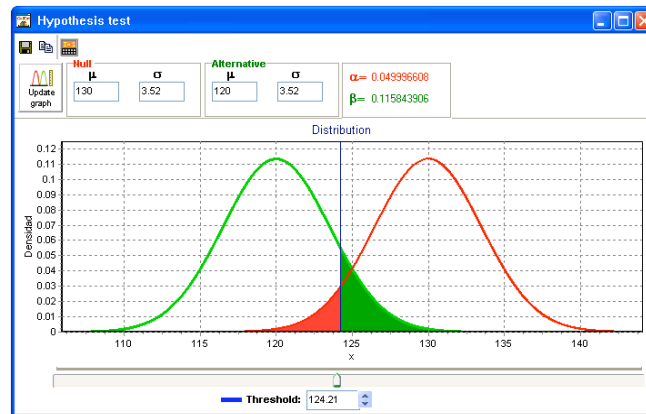 Hypothesis test
Update graph
Null
μ σ
130 3.52
Alternative
μ σ
120 3.52
α= 0.049996608
β= 0.115843906
Distribution
0.12
0.11
0.1
0.09
0.08
0.07
0.06
0.05
0.04
0.03
0.02
0.01
0
Densidad
110 115 120 125 130 135 140
x
Threshold: 124.21